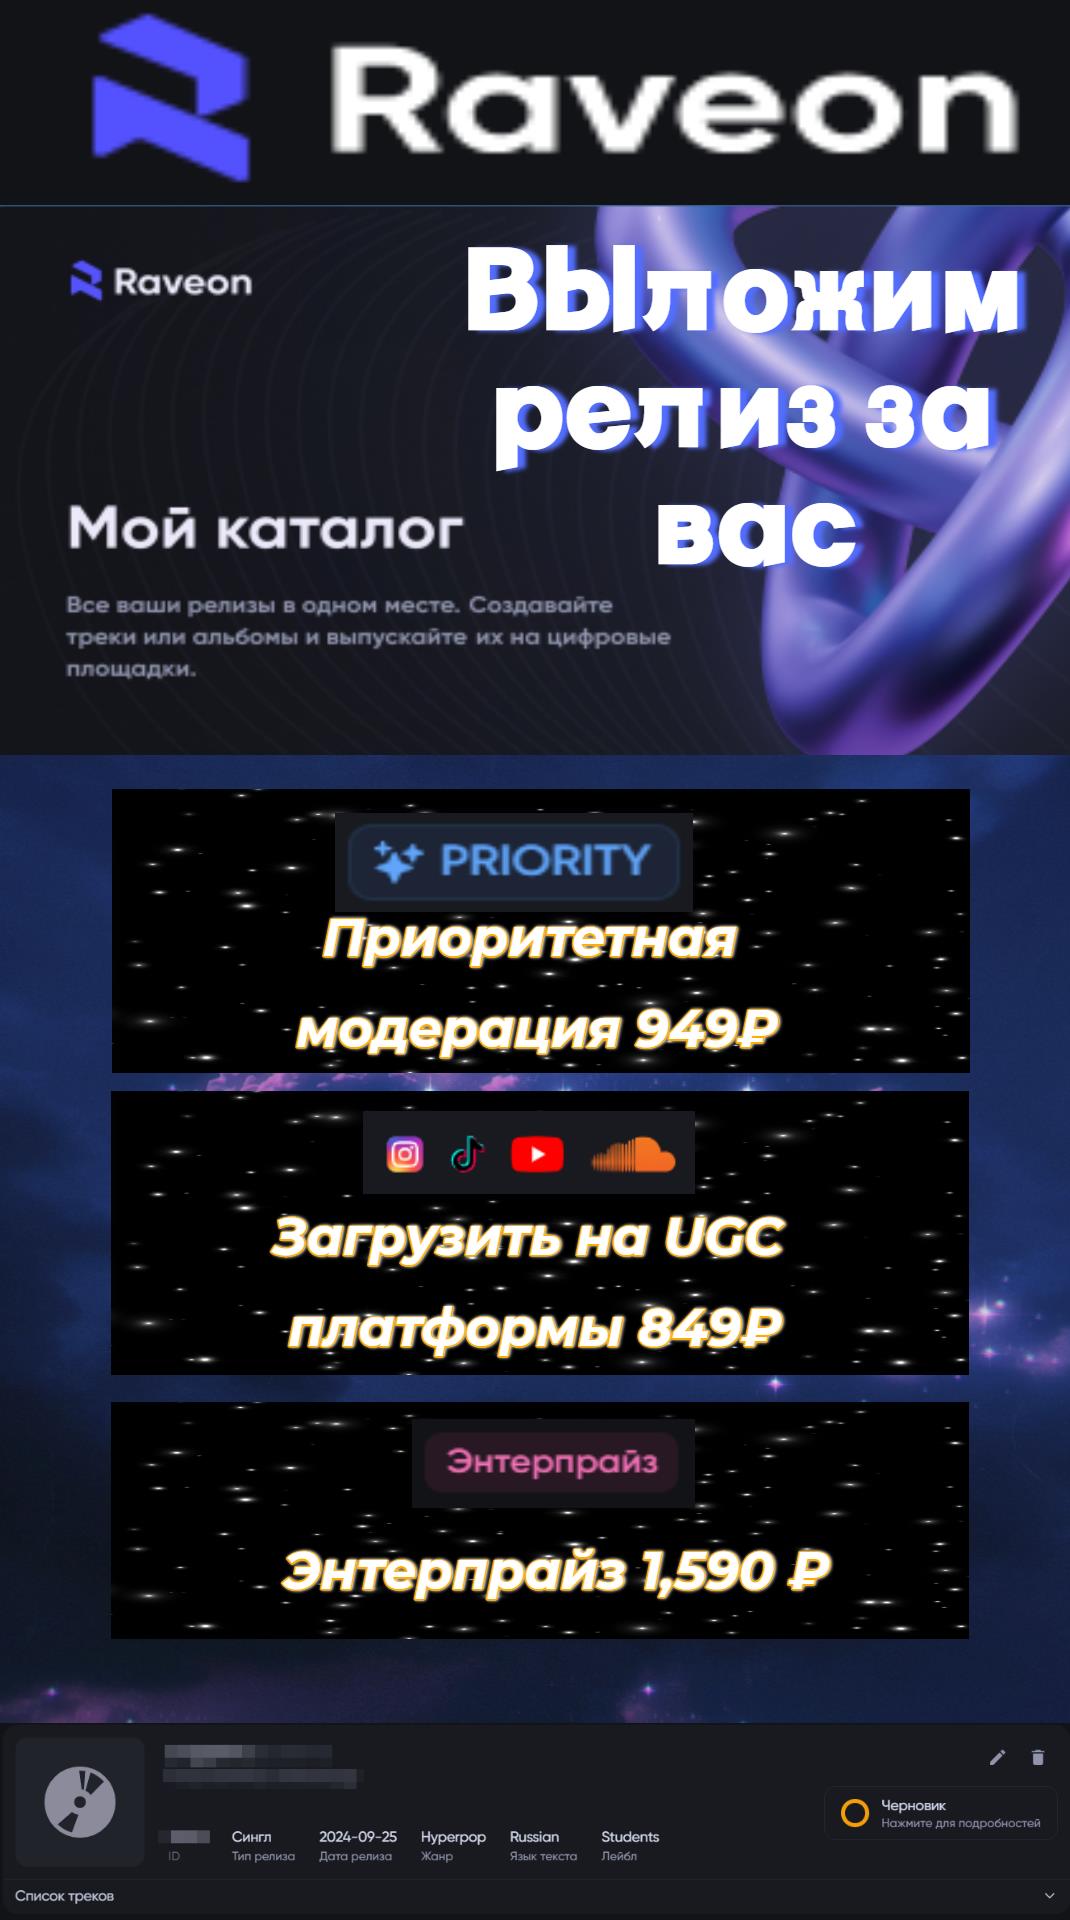 Raveon
Raveon
ВЫложим
релиз за
вас
Мой каталог
Все ваши релизы в одном месте. Создавайте
треки или альбомы и выпускайте их на цифровые
площадки.
PRIORITY
Приоритетная
модерация 949₽
Загрузить на UGC
платформы 849₽
Энтерпрайз
Энтерпрайз 1,590 ₽
Черновик
Нажмите для подробностей
Сингл 2024-09-25 Hyperpop Russian Students
ID Тип релиза Дата релиза Жанр Язык текста Лейбл
Список треков